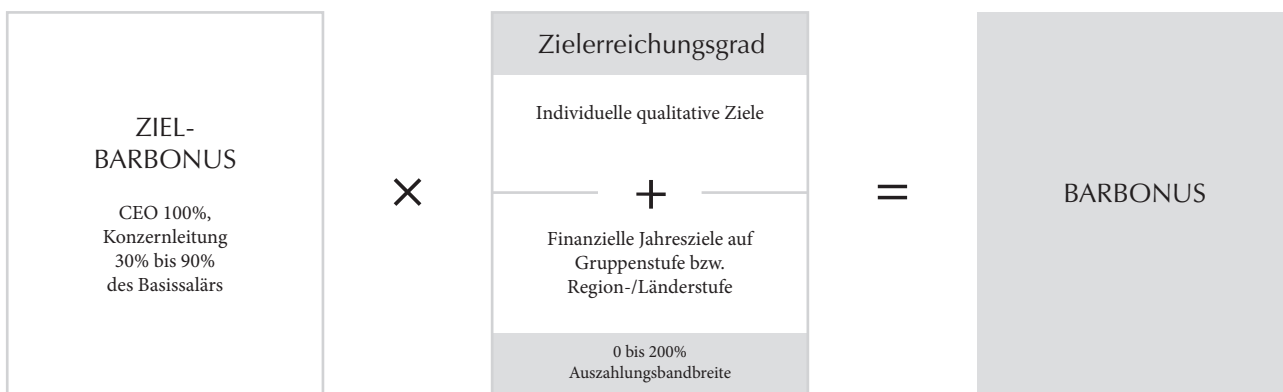 ZIEL-
BARBONUS
CEO 100%,
Konzernleitung
30% bis 90%
des Basissalärs
×
Zielerreichungsgrad
Individuelle qualitative Ziele
+
Finanzielle Jahresziele auf
Gruppenstufe bzw.
Region-/Länderstufe
0 bis 200%
Auszahlungsbandbreite
=
BARBONUS